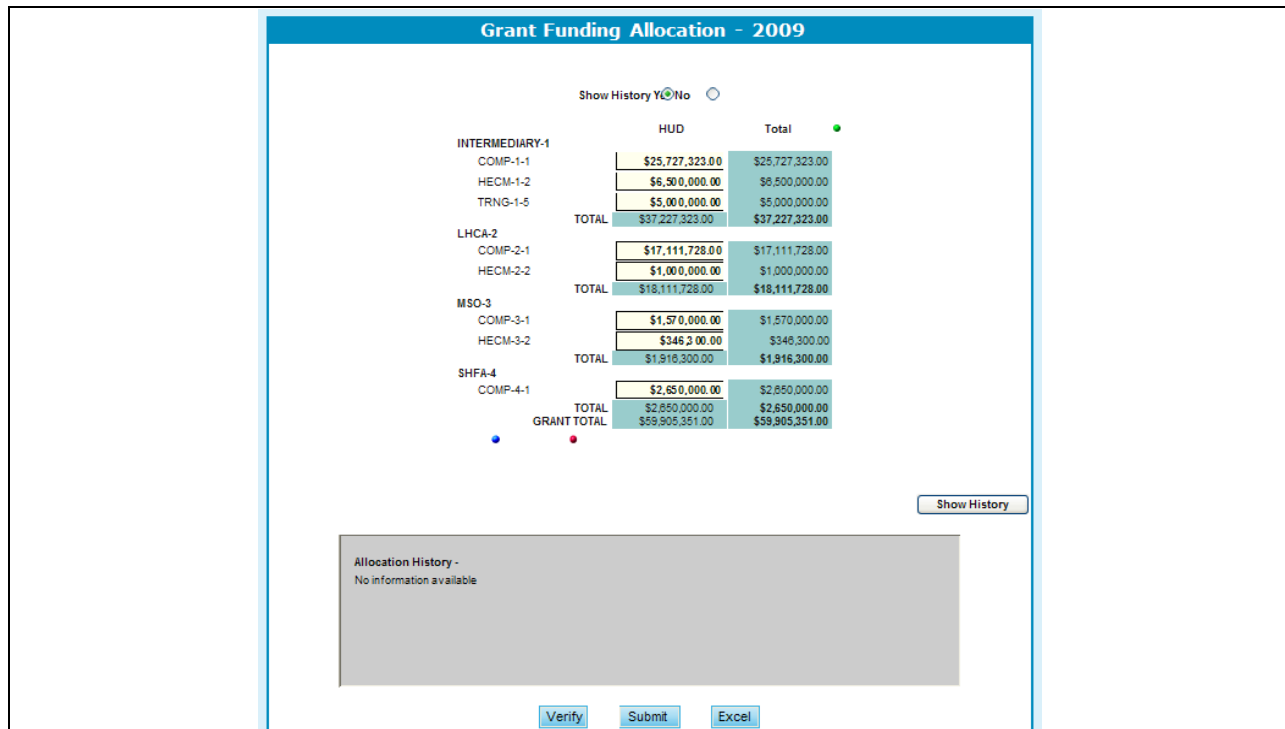 Grant Funding Allocation - 2009
Show History Ye No
HUD Total
INTERMEDIARY-1
COMP-1-1 $25,727,323.00 $25,727,323.00
HECM-1-2 $6,500,000.00 $6,500,000.00
TRNG-1-5 $5,000,000.00 $5,000,000.00
TOTAL $37,227,323.00 $37,227,323.00
LHCA-2
COMP-2-1 $17,111,728.00 $17,111,728.00
HECM-2-2 $1,000,000.00 $1,000,000.00
TOTAL $18,111,728.00 $18,111,728.00
MSO-3
COMP-3-1 $1,570,000.00 $1,570,000.00
HECM-3-2 $346,300.00 $346,300.00
TOTAL $1,916,300.00 $1,916,300.00
SHFA-4
COMP-4-1 $2,650,000.00 $2,650,000.00
TOTAL $2,650,000.00 $2,650,000.00
GRANT TOTAL $59,905,351.00 $59,905,351.00
Show History
Allocation History -
No information available
Verify Submit Excel